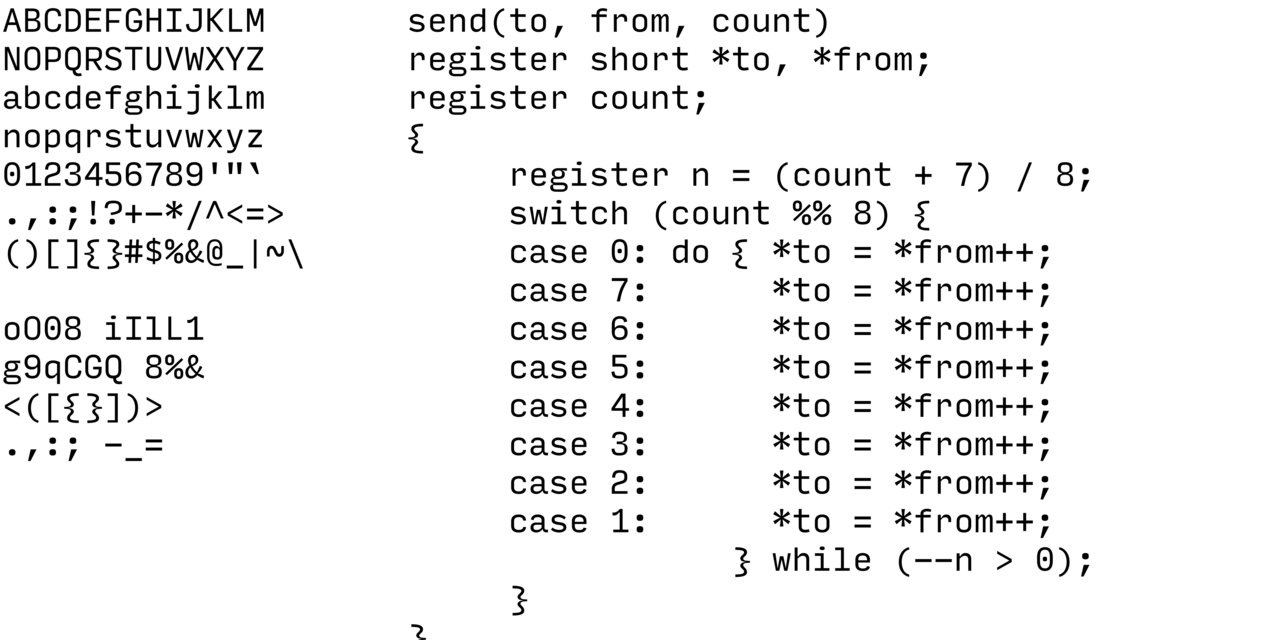 ABCDEFGHIJKLM
NOPQRSTUVWXYZ
abcdefghijklm
nopqrstuvwxyz
0123456789'"`
.,:;!?+-*/^<=>
()[]{}#$%&@_|~\

oO08 iIlL1
g9qCGQ 8%&
<([{}])>
.,:; -_=

send(to, from, count)
register short *to, *from;
register count;
{
     register n = (count + 7) / 8;
     switch (count %% 8) {
     case 0: do { *to = *from++;
     case 7:      *to = *from++;
     case 6:      *to = *from++;
     case 5:      *to = *from++;
     case 4:      *to = *from++;
     case 3:      *to = *from++;
     case 2:      *to = *from++;
     case 1:      *to = *from++;
                } while (--n > 0);
     }
}